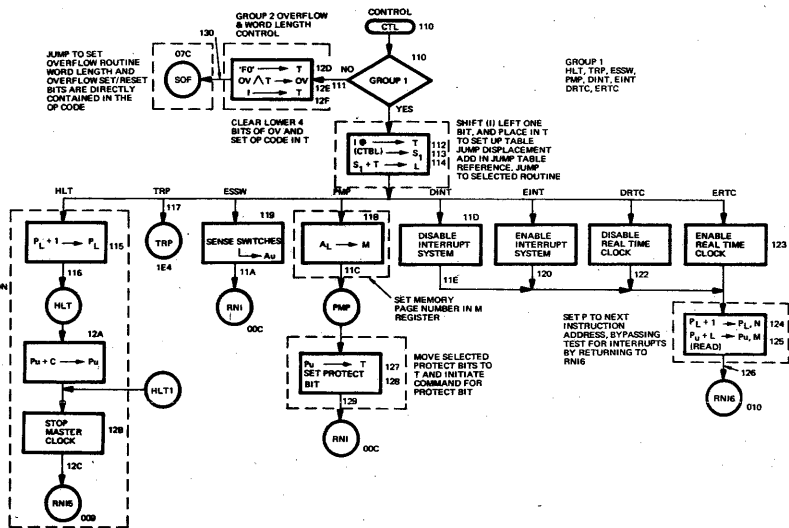 CONTROL
CTL
110
GROUP 2 OVERFLOW
& WORD LENGTH
CONTROL
130
JUMP TO SET
OVERFLOW ROUTINE
WORD LENGTH AND
OVERFLOW SET/RESET
BITS ARE DIRECTLY
CONTAINED IN THE
OP CODE
07C
SOF
'F0' → T
OV ∧ T → OV
I → T
12D
12E
12F
111
NO
110
GROUP 1
YES
GROUP 1
HLT, TRP, ESSW,
PMP, DINT, EINT
DRTC, ERTC
CLEAR LOWER 4
BITS OF OV AND
SET OP CODE IN T
T
(CTBL) → S1
S1 + T → L
112
113
114
SHIFT (I) LEFT ONE
BIT, AND PLACE IN T
TO SET UP TABLE
JUMP DISPLACEMENT
ADD IN JUMP TABLE
REFERENCE, JUMP
TO SELECTED ROUTINE
HLT
TRP
ESSW
PMP
DINT
EINT
DRTC
ERTC
PL + 1 → PL
115
116
HLT
12A
Pu + C → Pu
HLT1
STOP
MASTER
CLOCK
12B
12C
RNI5
009
N
117
TRP
1E4
119
SENSE SWITCHES
→ Au
11A
RNI
00C
11B
AL → M
11C
PMP
SET MEMORY
PAGE NUMBER IN M
REGISTER
Pu → T
SET PROTECT
BIT
127
128
MOVE SELECTED
PROTECT BITS TO
T AND INITIATE
COMMAND FOR
PROTECT BIT
129
RNI
00C
11D
DISABLE
INTERRUPT
SYSTEM
11E
ENABLE
INTERRUPT
SYSTEM
120
DISABLE
REAL TIME
CLOCK
122
ENABLE
REAL TIME
CLOCK
123
SET P TO NEXT
INSTRUCTION
ADDRESS, BYPASSING
TEST FOR INTERRUPTS
BY RETURNING TO
RNI6
PL + 1 → PL, N
Pu + L → Pu, M
(READ)
124
125
126
RNI6
010